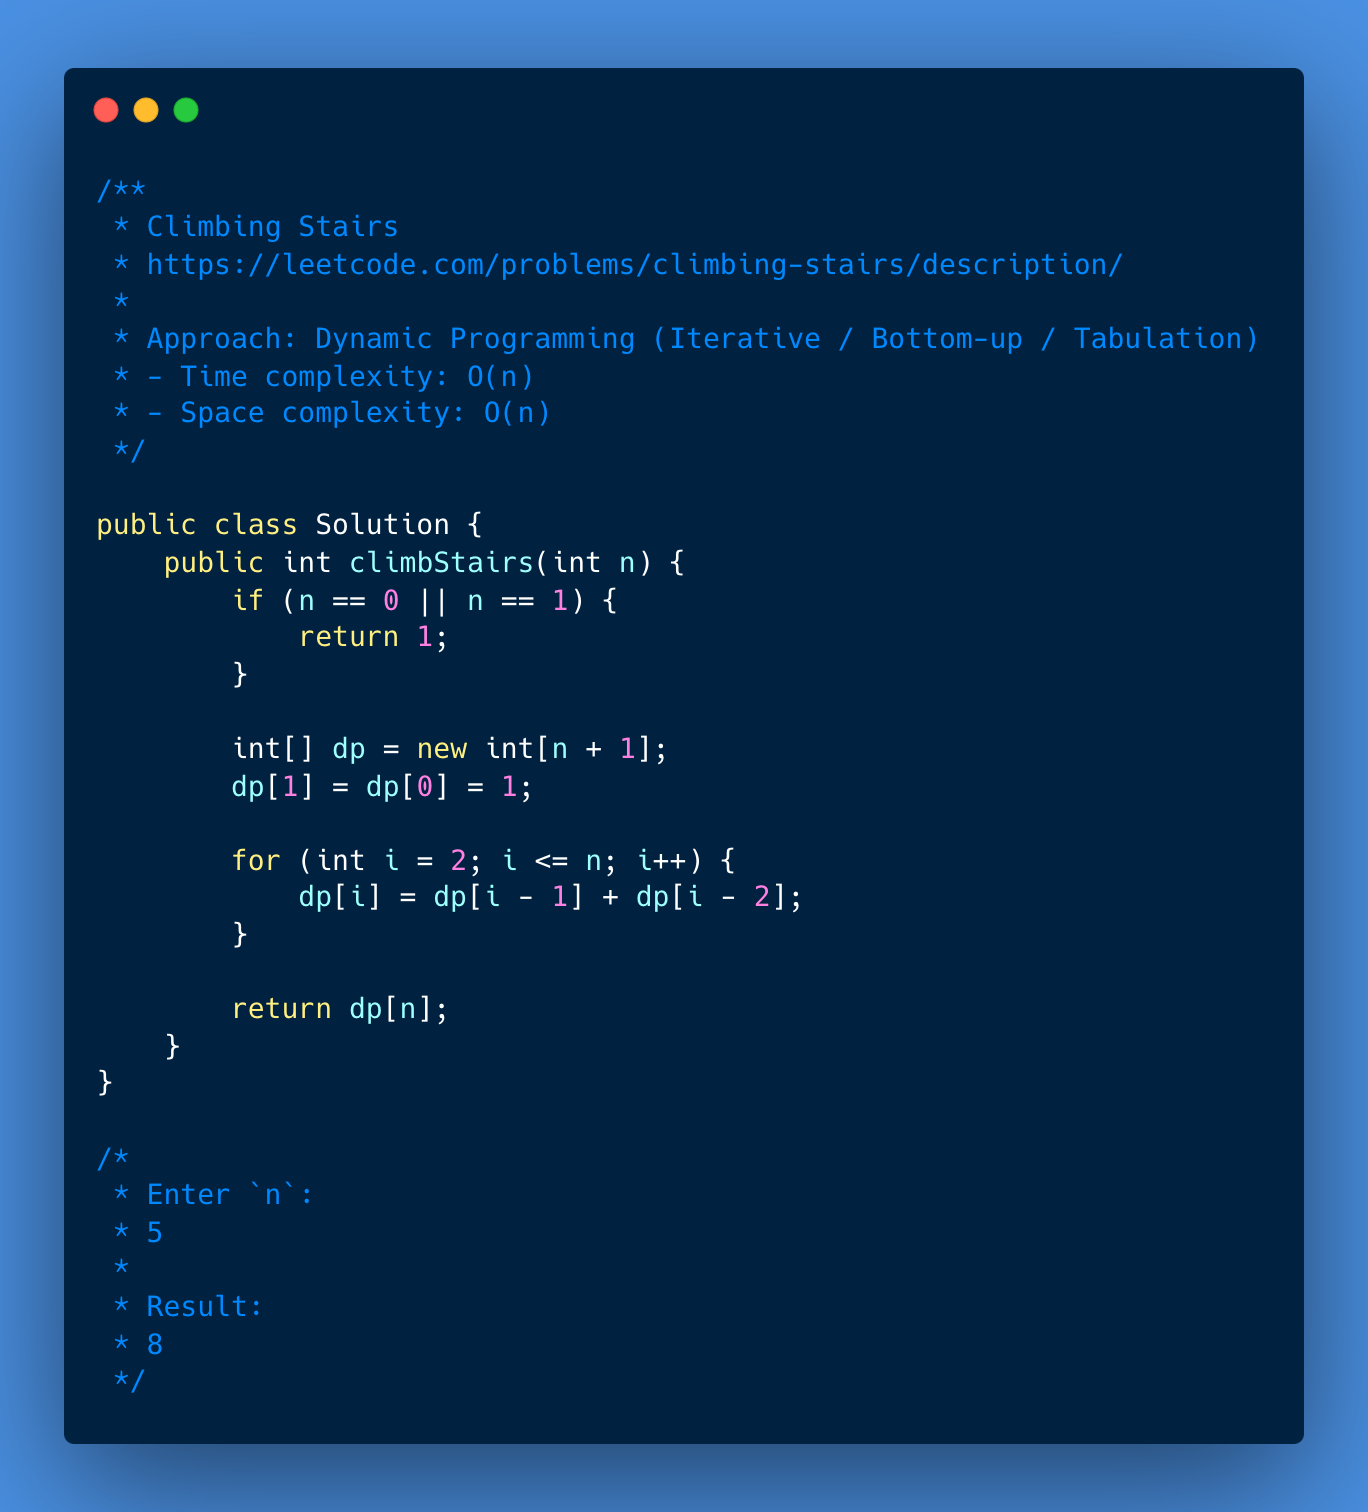 /**
 * Climbing Stairs
 * https://leetcode.com/problems/climbing-stairs/description/
 *
 * Approach: Dynamic Programming (Iterative / Bottom-up / Tabulation)
 * - Time complexity: O(n)
 * - Space complexity: O(n)
 */

public class Solution {
    public int climbStairs(int n) {
        if (n == 0 || n == 1) {
            return 1;
        }

        int[] dp = new int[n + 1];
        dp[1] = dp[0] = 1;

        for (int i = 2; i <= n; i++) {
            dp[i] = dp[i - 1] + dp[i - 2];
        }

        return dp[n];
    }
}

/*
 * Enter `n`:
 * 5
 *
 * Result:
 * 8
 */